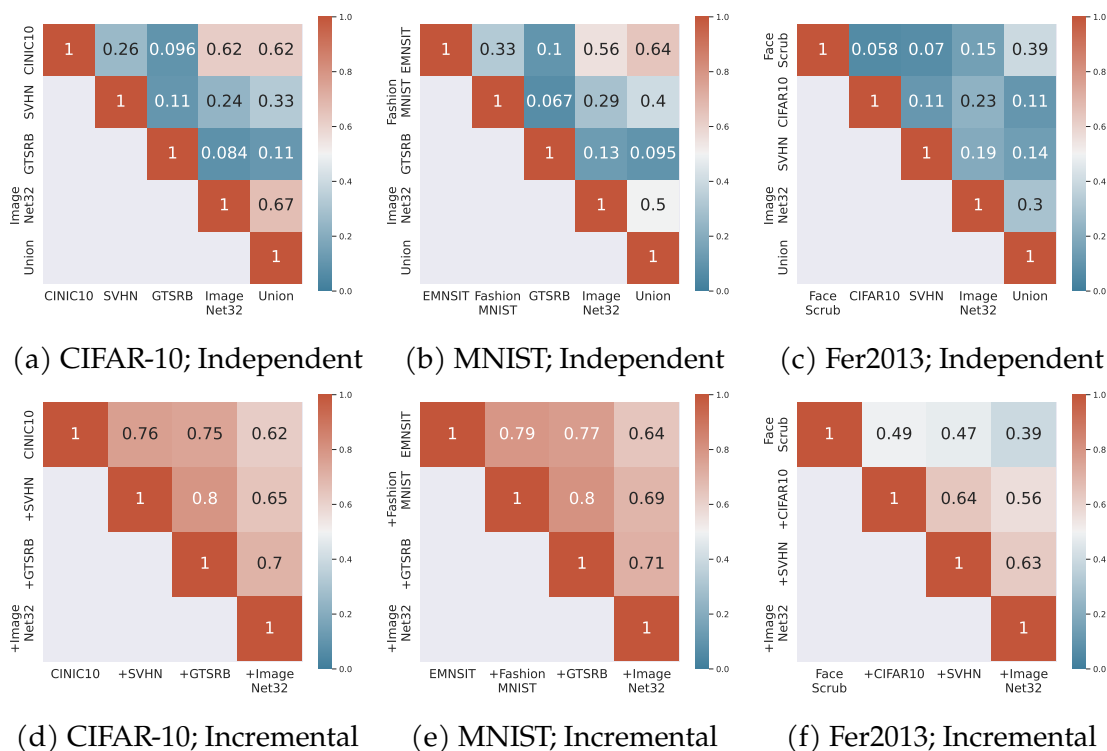 CINIC10 1 0.26 0.096 0.62 0.62
SVHN 1 0.11 0.24 0.33
GTSRB 1 0.084 0.11
Image
Net32 1 0.67
Union 1
CINIC10 SVHN GTSRB Image
Net32 Union
1.0
0.8
0.6
0.4
0.2
0.0
(a) CIFAR-10; Independent
EMNSIT 1 0.33 0.1 0.56 0.64
Fashion
MNIST 1 0.067 0.29 0.4
GTSRB 1 0.13 0.095
Image
Net32 1 0.5
Union 1
EMNSIT Fashion
MNIST GTSRB Image
Net32 Union
1.0
0.8
0.6
0.4
0.2
0.0
(b) MNIST; Independent
Face
Scrub 1 0.058 0.07 0.15 0.39
CIFAR10 1 0.11 0.23 0.11
SVHN 1 0.19 0.14
Image
Net32 1 0.3
Union 1
Face
Scrub CIFAR10 SVHN Image
Net32 Union
1.0
0.8
0.6
0.4
0.2
0.0
(c) Fer2013; Independent
CINIC10 1 0.76 0.75 0.62
+SVHN 1 0.8 0.65
+GTSRB 1 0.7
+Image
Net32 1
CINIC10 +SVHN +GTSRB +Image
Net32
1.0
0.8
0.6
0.4
0.2
0.0
(d) CIFAR-10; Incremental
EMNSIT 1 0.79 0.77 0.64
+Fashion
MNIST 1 0.8 0.69
+GTSRB 1 0.71
+Image
Net32 1
EMNSIT +Fashion
MNIST +GTSRB +Image
Net32
1.0
0.8
0.6
0.4
0.2
0.0
(e) MNIST; Incremental
Face
Scrub 1 0.49 0.47 0.39
+CIFAR10 1 0.64 0.56
+SVHN 1 0.63
+Image
Net32 1
Face
Scrub +CIFAR10 +SVHN +Image
Net32
1.0
0.8
0.6
0.4
0.2
0.0
(f) Fer2013; Incremental